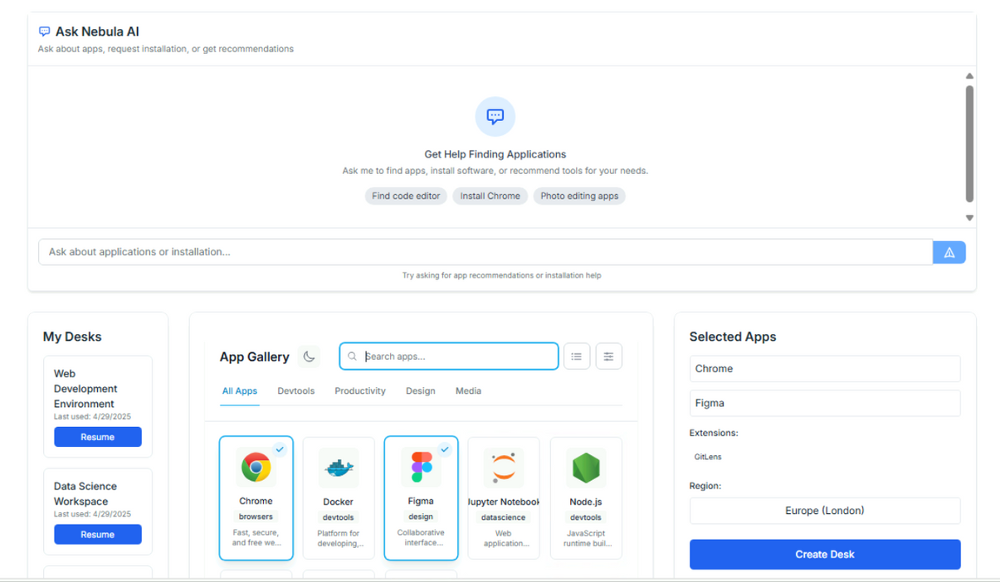 Ask Nebula AI
Ask about apps, request installation, or get recommendations
Get Help Finding Applications
Ask me to find apps, install software, or recommend tools for your needs.
Find code editor
Install Chrome
Photo editing apps
Ask about applications or installation...
Try asking for app recommendations or installation help
My Desks
Web
Development
Environment
Last used: 4/29/2025
Resume
Data Science
Workspace
Last used: 4/29/2025
Resume
App Gallery
Search apps...
All Apps
Devtools
Productivity
Design
Media
Chrome
browsers
Fast, secure,
and free we...
Docker
devtools
Platform for
developing,...
Figma
design
Collaborative
interface...
Jupyter Notebook
datascience
Web
application...
Node.js
devtools
JavaScript
runtime buil...
Selected Apps
Chrome
Figma
Extensions:
GitLens
Region:
Europe (London)
Create Desk